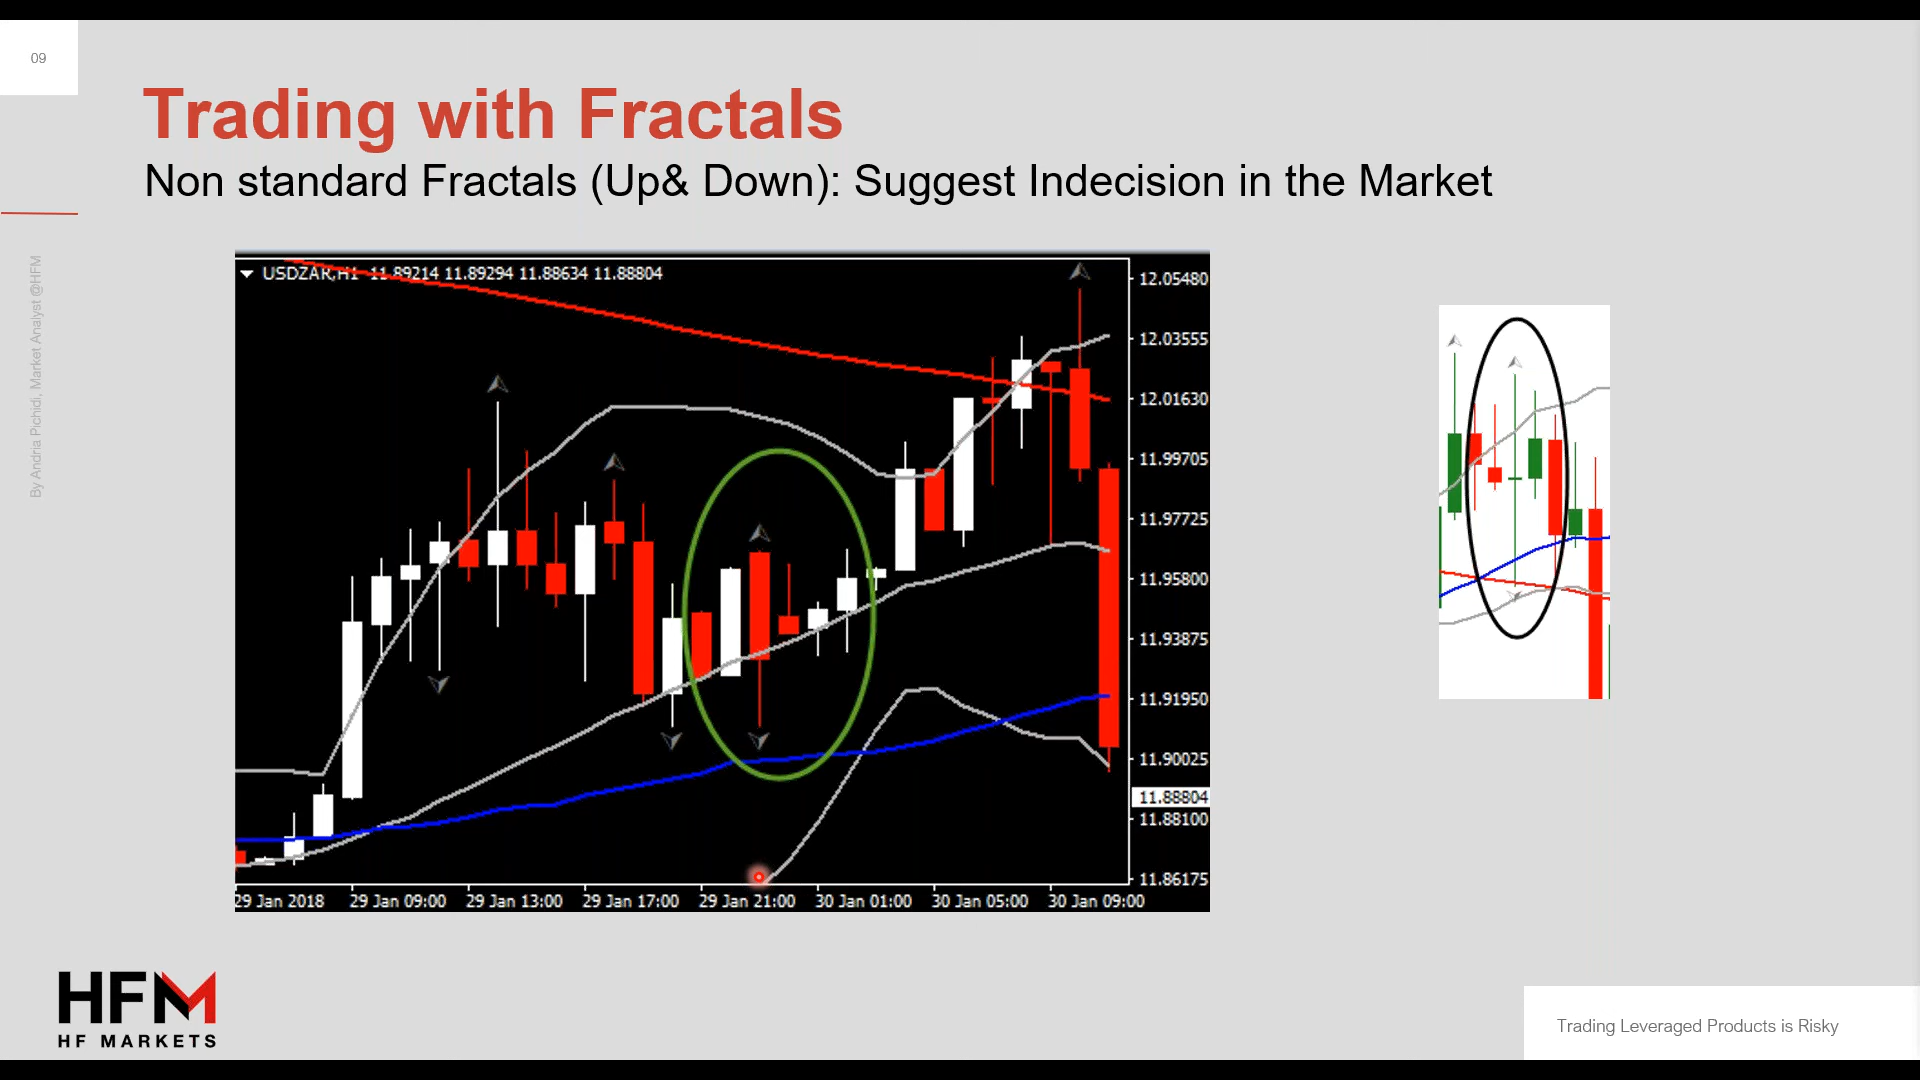 09
Trading with Fractals
Non standard Fractals (Up& Down): Suggest Indecision in the Market
By Andria Pichidi, Market Analyst @HFM
USDZAR,H1 11.89214 11.89294 11.88634 11.88804
12.05480
12.03555
12.01630
11.99705
11.97725
11.95800
11.93875
11.91950
11.90025
11.88804
11.88100
11.86175
29 Jan 2018 29 Jan 09:00 29 Jan 13:00 29 Jan 17:00 29 Jan 21:00 30 Jan 01:00 30 Jan 05:00 30 Jan 09:00
HFM
HF MARKETS
Trading Leveraged Products is Risky